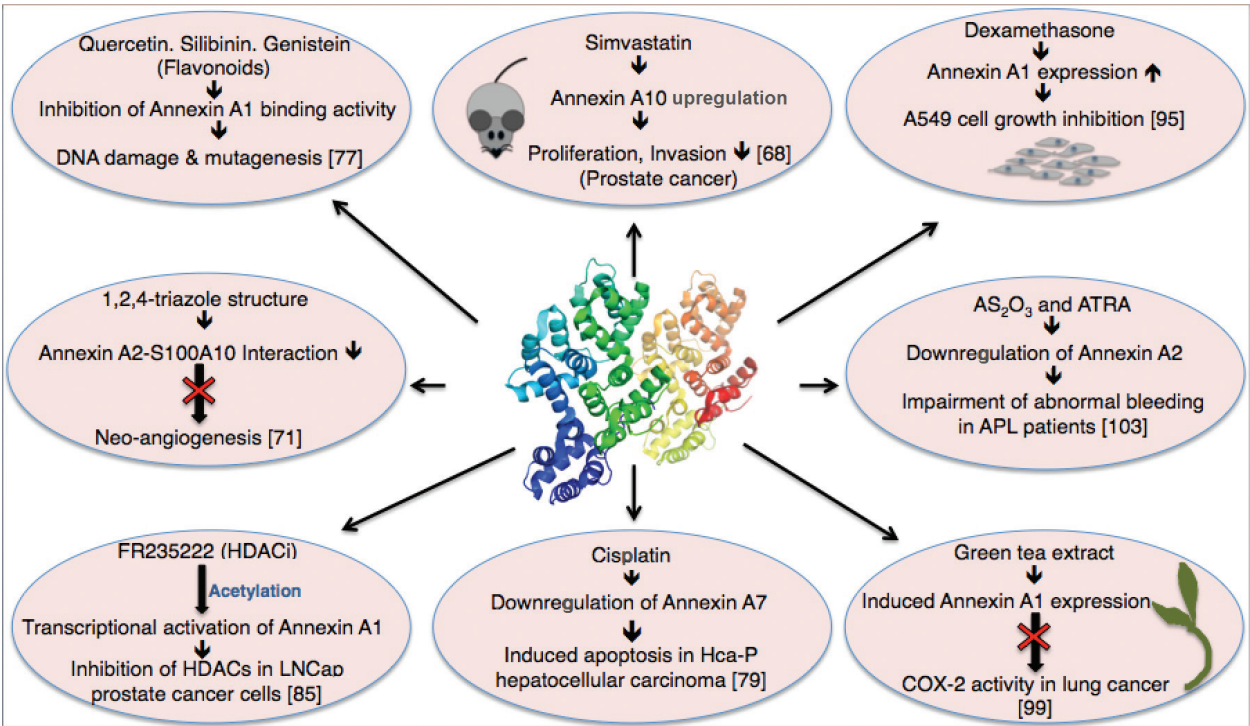 Quercetin. Silibinin. Genistein
(Flavonoids)
Inhibition of Annexin A1 binding activity
DNA damage & mutagenesis [77]
Simvastatin
Annexin A10 upregulation
Proliferation, Invasion [68]
(Prostate cancer)
Dexamethasone
Annexin A1 expression
A549 cell growth inhibition [95]
1,2,4-triazole structure
Annexin A2-S100A10 Interaction
Neo-angiogenesis [71]
AS₂O₃ and ATRA
Downregulation of Annexin A2
Impairment of abnormal bleeding
in APL patients [103]
FR235222 (HDACi)
Acetylation
Transcriptional activation of Annexin A1
Inhibition of HDACs in LNCap
prostate cancer cells [85]
Cisplatin
Downregulation of Annexin A7
Induced apoptosis in Hca-P
hepatocellular carcinoma [79]
Green tea extract
Induced Annexin A1 expression
COX-2 activity in lung cancer
[99]